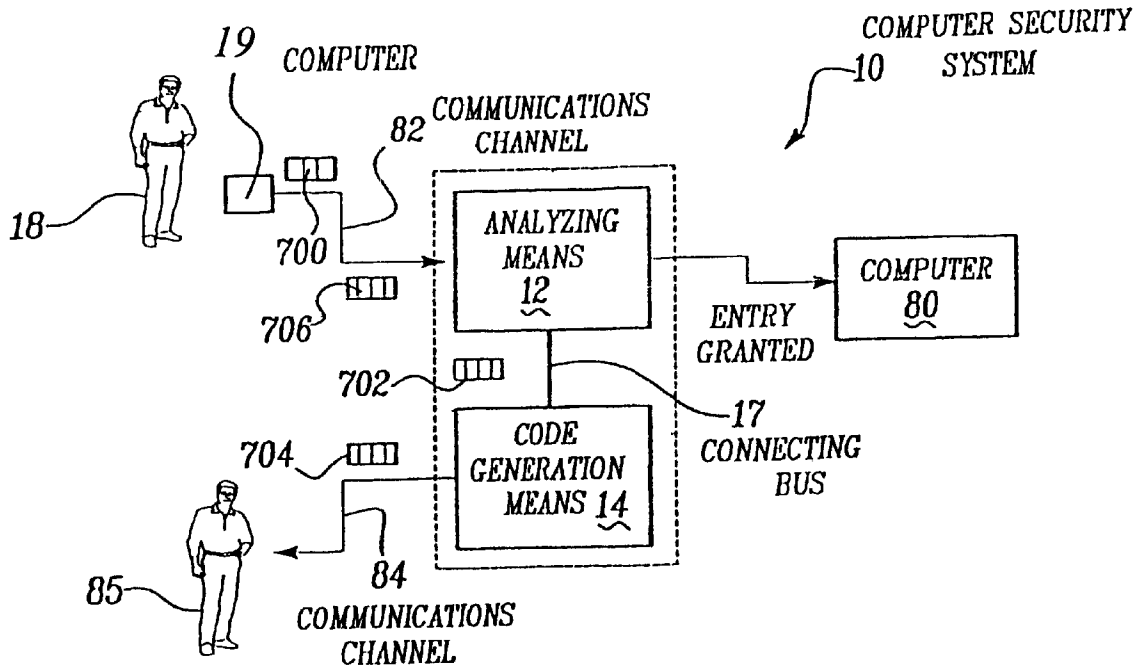 COMPUTER SECURITY
SYSTEM
10
19
COMPUTER
COMMUNICATIONS
CHANNEL
82
18
700
ANALYZING
MEANS
12
COMPUTER
80
706
ENTRY
GRANTED
702
17
CONNECTING
BUS
CODE
GENERATION
MEANS 14
704
84
85
COMMUNICATIONS
CHANNEL